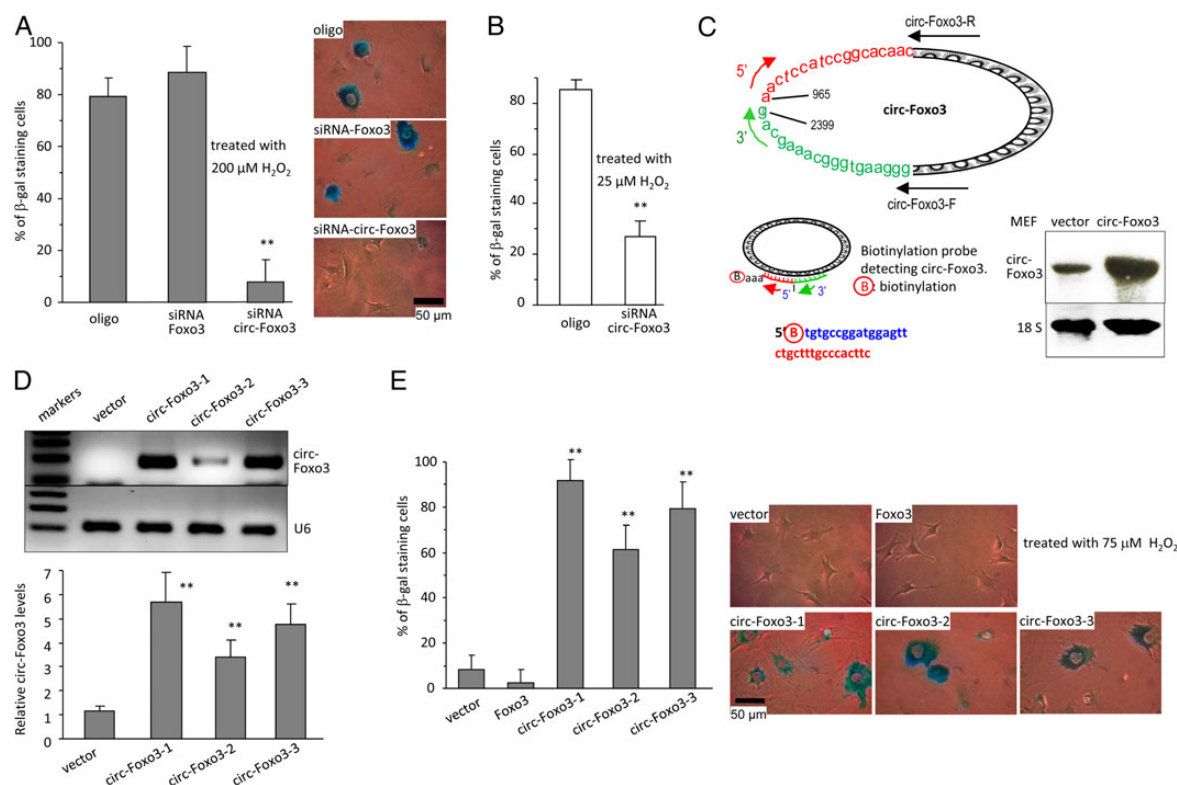 A
100
80
60
40
20
0
% of β-gal staining cells
treated with
200 µM H₂O₂
**
oligo
siRNA
Foxo3
siRNA
circ-Foxo3
oligo
siRNA-Foxo3
siRNA-circ-Foxo3
50 µm
B
80
60
40
20
0
% of β-gal staining cells
treated with
25 µM H₂O₂
**
oligo
siRNA
circ-Foxo3
C
circ-Foxo3-R
5'
aactccatccggcacaac
965
circ-Foxo3
2399
3'
gacgaaacgggtgaaggg
circ-Foxo3-F
B aaa
5' 3'
Biotinylation probe
detecting circ-Foxo3.
B: biotinylation
5' B tgtgccggatggagtt
ctgctttgcccacttc
MEF vector circ-Foxo3
circ-
Foxo3
18 S
D
markers
vector
circ-Foxo3-1
circ-Foxo3-2
circ-Foxo3-3
circ-
Foxo3
U6
7
6
5
4
3
2
1
0
Relative circ-Foxo3 levels
**
**
**
vector
circ-Foxo3-1
circ-Foxo3-2
circ-Foxo3-3
E
100
80
60
40
20
0
% of β-gal staining cells
**
**
**
vector
Foxo3
circ-Foxo3-1
circ-Foxo3-2
circ-Foxo3-3
vector
Foxo3
treated with 75 µM H₂O₂
circ-Foxo3-1
circ-Foxo3-2
circ-Foxo3-3
50 µm